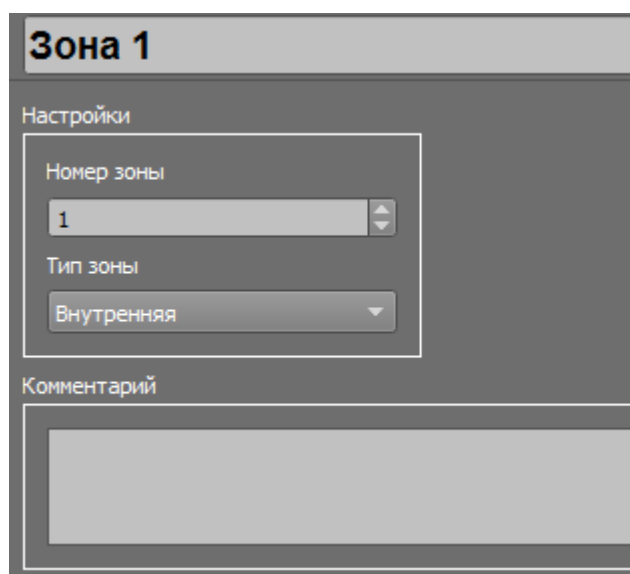 Зона 1
Настройки
Номер зоны
1
Тип зоны
Внутренняя
Комментарий